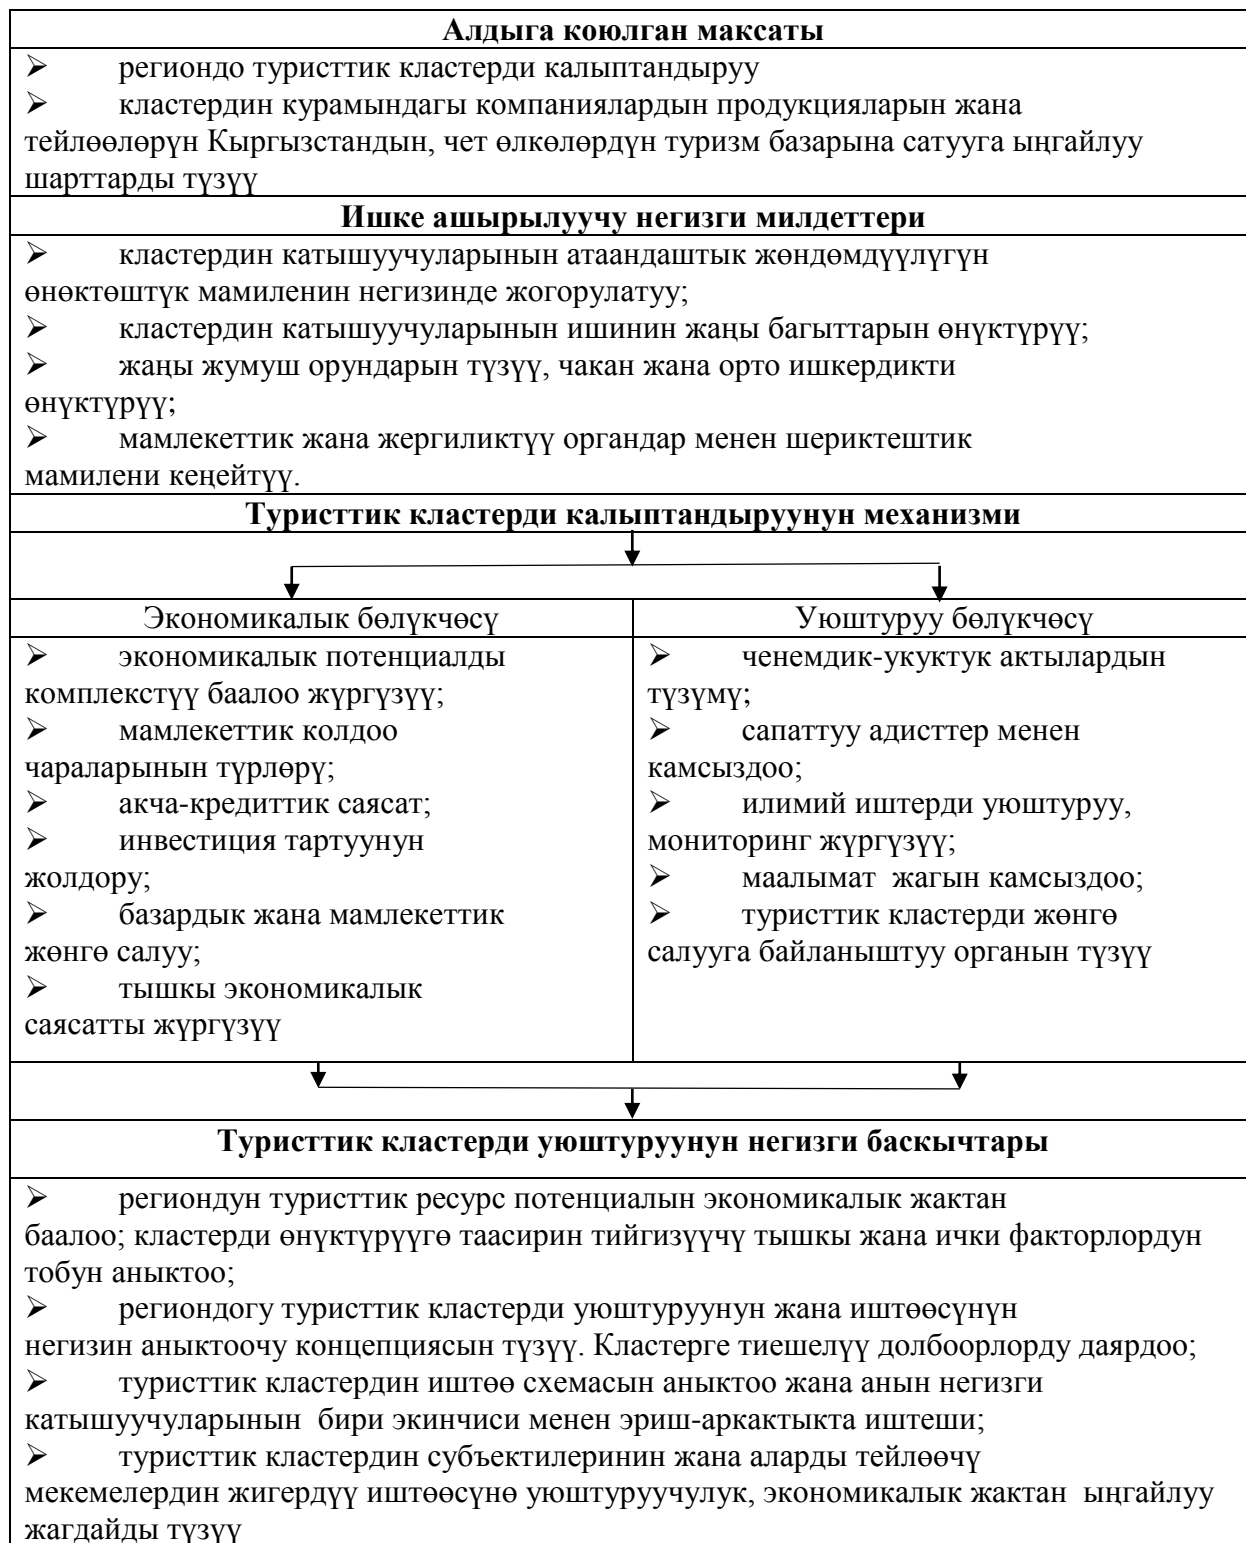 Алдыга коюлган максаты
➢ региондо туристтик кластерди калыптандыруу
➢ кластердин курамындагы компаниялардын продукцияларын жана
тейлөөлөрүн Кыргызстандын, чет өлкөлөрдүн туризм базарына сатууга ыңгайлуу
шарттарды түзүү
Ишке ашырылуучу негизги милдеттери
➢ кластердин катышуучуларынын атаандаштык жөндөмдүүлүгүн
өнөктөштүк мамиленин негизинде жогорулатуу;
➢ кластердин катышуучуларынын ишинин жаңы багыттарын өнүктүрүү;
➢ жаңы жумуш орундарын түзүү, чакан жана орто ишкердикти
өнүктүрүү;
➢ мамлекеттик жана жергиликтүү органдар менен шериктештик
мамилени кеңейтүү.
Туристтик кластерди калыптандыруунун механизми
Экономикалык бөлүкчөсү
➢ экономикалык потенциалды
комплекстүү баалоо жүргүзүү;
➢ мамлекеттик колдоо
чараларынын түрлөрү;
➢ акча-кредиттик саясат;
➢ инвестиция тартуунун
жолдору;
➢ базардык жана мамлекеттик
жөнгө салуу;
➢ тышкы экономикалык
саясатты жүргүзүү
Уюштуруу бөлүкчөсү
➢ ченемдик-укуктук актылардын
түзүмү;
➢ сапаттуу адисттер менен
камсыздоо;
➢ илимий иштерди уюштуруу,
мониторинг жүргүзүү;
➢ маалымат жагын камсыздоо;
➢ туристтик кластерди жөнгө
салууга байланыштуу органын түзүү
Туристтик кластерди уюштуруунун негизги баскычтары
➢ региондун туристтик ресурс потенциалын экономикалык жактан
баалоо; кластерди өнүктүрүүгө таасирин тийгизүүчү тышкы жана ички факторлордун
тобун аныктоо;
➢ региондогу туристтик кластерди уюштуруунун жана иштөөсүнүн
негизин аныктоочу концепциясын түзүү. Кластерге тиешелүү долбоорлорду даярдоо;
➢ туристтик кластердин иштөө схемасын аныктоо жана анын негизги
катышуучуларынын бири экинчиси менен эриш-аркактыкта иштеши;
➢ туристтик кластердин субъектилеринин жана аларды тейлөөчү
мекемелердин жигердүү иштөөсүнө уюштуруучулук, экономикалык жактан ыңгайлуу
жагдайды түзүү